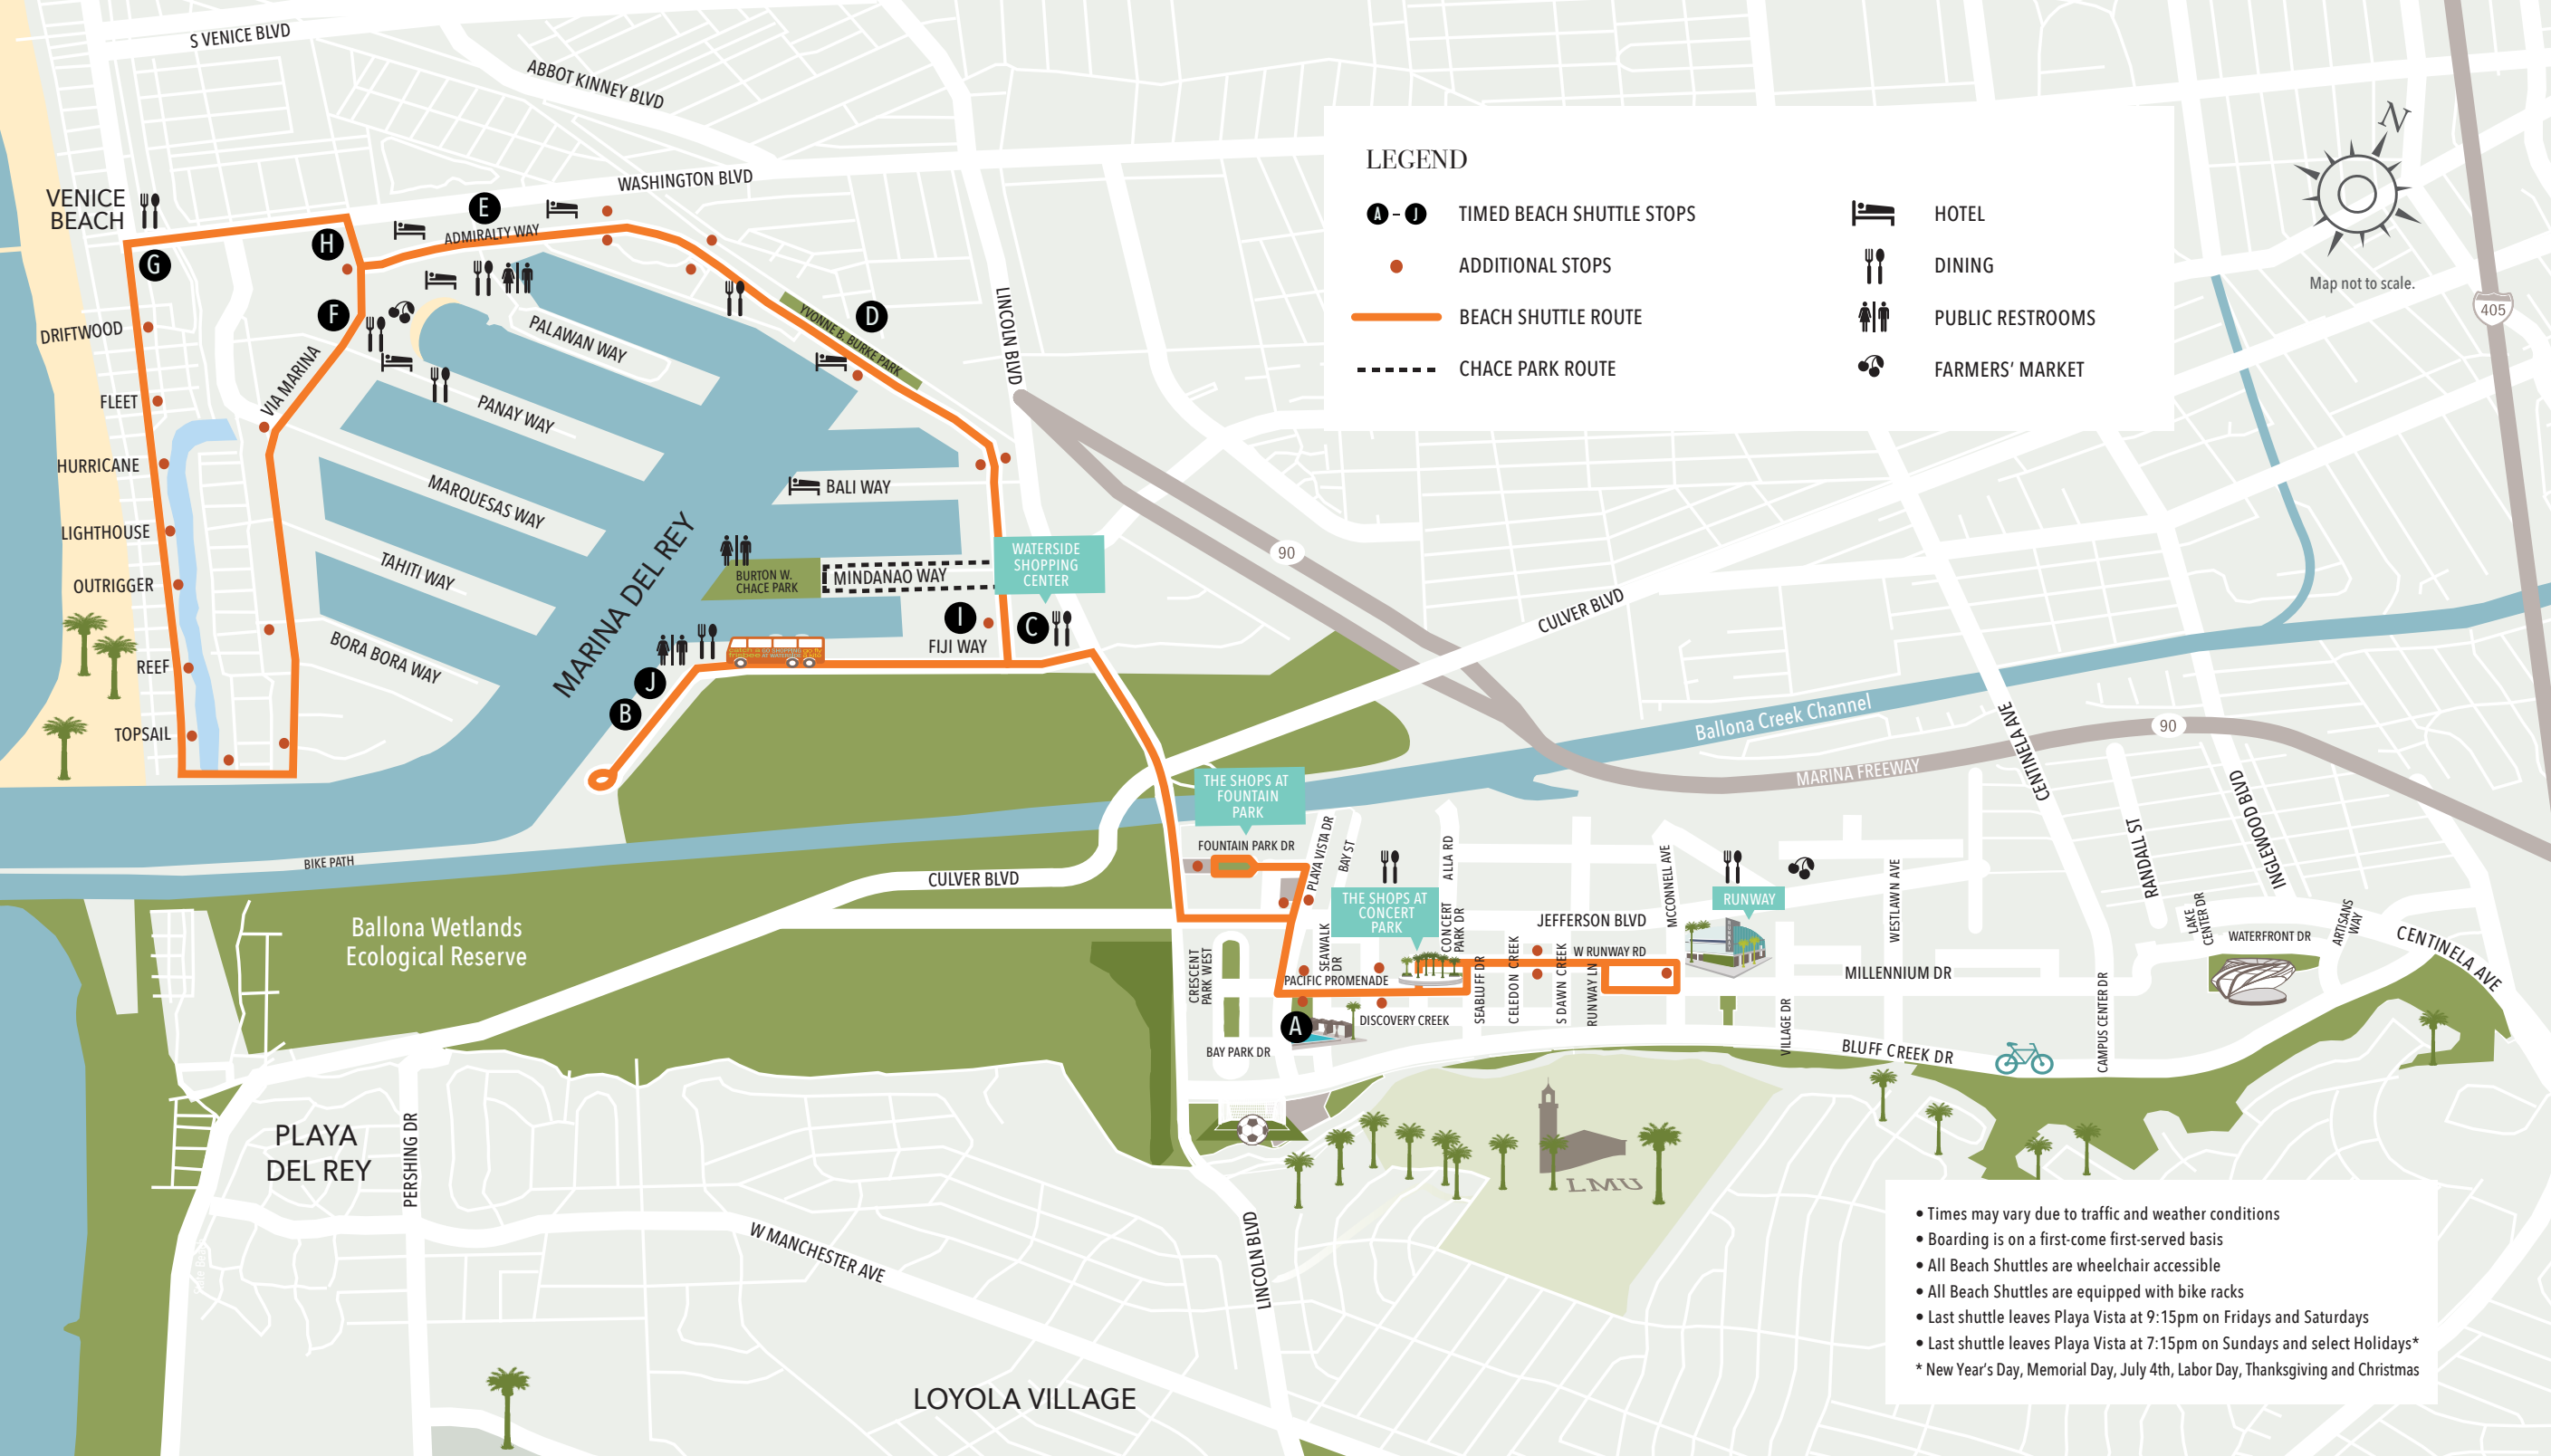 S VENICE BLVD
ABBOT KINNEY BLVD
WASHINGTON BLVD
VENICE
BEACH
E
ADMIRALTY WAY
H
G
F
D
YVONNE B. BURKE PARK
LINCOLN BLVD
DRIFTWOOD
FLEET
HURRICANE
LIGHTHOUSE
OUTRIGGER
REEF
TOPSAIL
VIA MARINA
PALAWAN WAY
PANAY WAY
MARQUESAS WAY
TAHITI WAY
BORA BORA WAY
MARINA DEL REY
BALI WAY
BURTON W.
CHACE PARK
MINDANAO WAY
WATERSIDE
SHOPPING
CENTER
I
C
FIJI WAY
J
B
LEGEND
A - J
TIMED BEACH SHUTTLE STOPS
ADDITIONAL STOPS
BEACH SHUTTLE ROUTE
CHACE PARK ROUTE
HOTEL
DINING
PUBLIC RESTROOMS
FARMERS' MARKET
N
Map not to scale.
405
90
CULVER BLVD
Ballona Creek Channel
90
MARINA FREEWAY
CENTINELA AVE
RANDALL ST
INGLEWOOD BLVD
BIKE PATH
CULVER BLVD
Ballona Wetlands
Ecological Reserve
THE SHOPS AT
FOUNTAIN
PARK
FOUNTAIN PARK DR
PLAYA VISTA DR
BAY ST
ALLA RD
THE SHOPS AT
CONCERT
PARK
CONCERT
PARK DR
SEAWALK
DR
JEFFERSON BLVD
MCCONNELL AVE
RUNWAY
WESTLAWN AVE
LAKE
CENTER DR
WATERFRONT DR
ARTISANS
WAY
CENTINELA AVE
CRESCENT
PARK WEST
PACIFIC PROMENADE
SEABLUFF DR
CELEDON CREEK
S DAWN CREEK
W RUNWAY RD
RUNWAY LN
MILLENNIUM DR
A
DISCOVERY CREEK
BAY PARK DR
VILLAGE DR
BLUFF CREEK DR
CAMPUS CENTER DR
LMU
PLAYA
DEL REY
PERSHING DR
W MANCHESTER AVE
LINCOLN BLVD
LOYOLA VILLAGE
• Times may vary due to traffic and weather conditions
• Boarding is on a first-come first-served basis
• All Beach Shuttles are wheelchair accessible
• All Beach Shuttles are equipped with bike racks
• Last shuttle leaves Playa Vista at 9:15pm on Fridays and Saturdays
• Last shuttle leaves Playa Vista at 7:15pm on Sundays and select Holidays*
* New Year's Day, Memorial Day, July 4th, Labor Day, Thanksgiving and Christmas